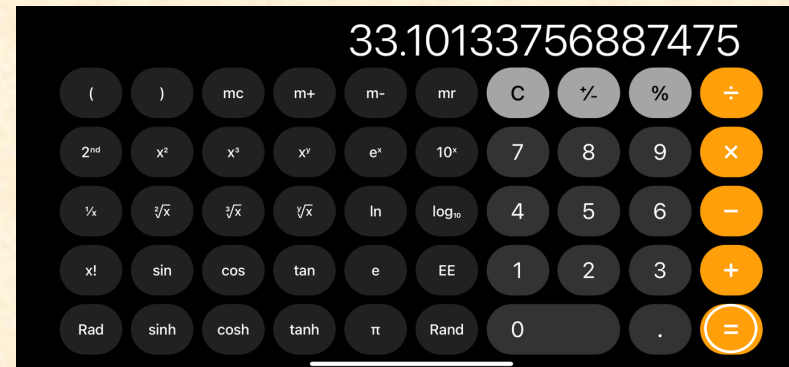 33.10133756887475
( ) mc m+ m- mr C ⁺∕₋ % ÷
2ⁿᵈ x² x³ xʸ eˣ 10ˣ 7 8 9 ×
¹∕ₓ ²√x ³√x ʸ√x ln log₁₀ 4 5 6 −
x! sin cos tan e EE 1 2 3 +
Rad sinh cosh tanh π Rand 0 . =